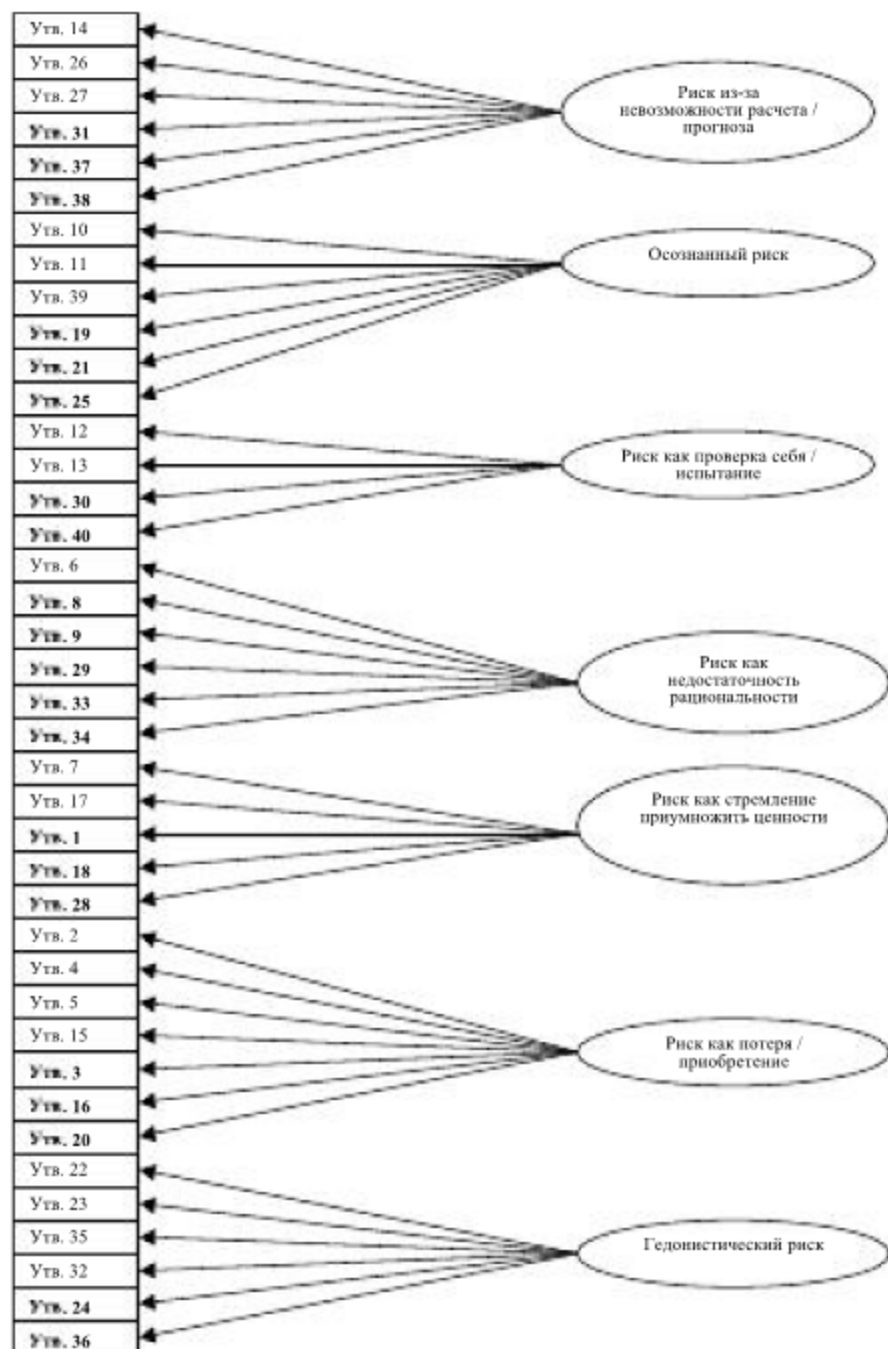 Утв. 14
Утв. 26
Утв. 27
Утв. 31
Утв. 37
Утв. 38
Риск из-за
невозможности расчета /
прогноза
Утв. 10
Утв. 11
Утв. 39
Утв. 19
Утв. 21
Утв. 25
Осознанный риск
Утв. 12
Утв. 13
Утв. 30
Утв. 40
Риск как проверка себя /
испытание
Утв. 6
Утв. 8
Утв. 9
Утв. 29
Утв. 33
Утв. 34
Риск как
недостаточность
рациональности
Утв. 7
Утв. 17
Утв. 1
Утв. 18
Утв. 28
Риск как стремление
приумножить ценности
Утв. 2
Утв. 4
Утв. 5
Утв. 15
Утв. 3
Утв. 16
Утв. 20
Риск как потеря /
приобретение
Утв. 22
Утв. 23
Утв. 35
Утв. 32
Утв. 24
Утв. 36
Гедонистический риск